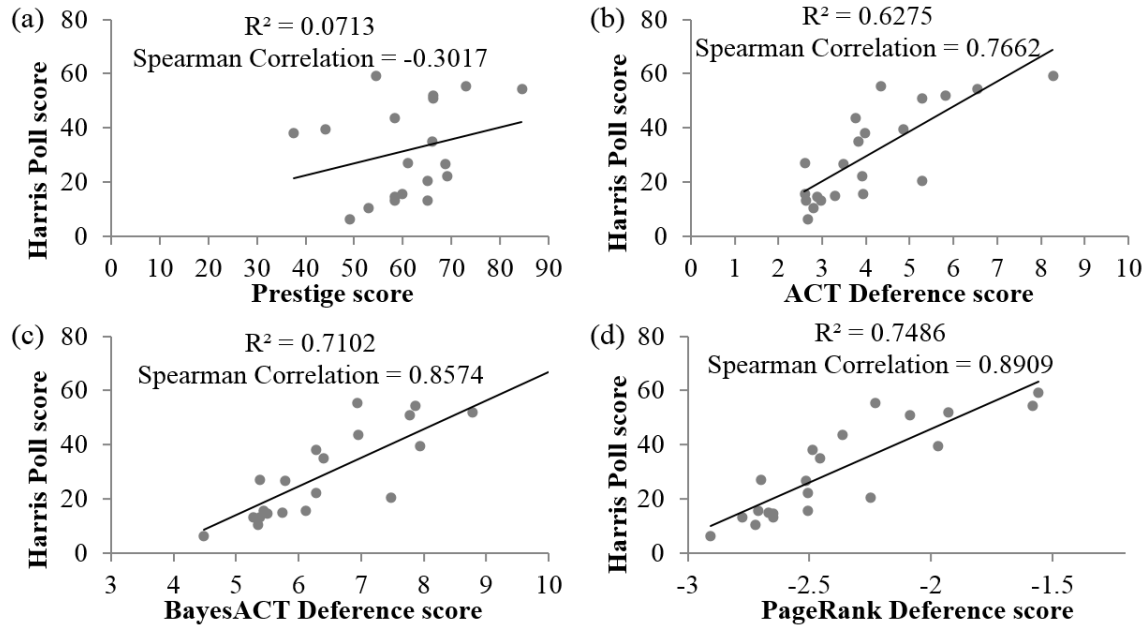 (a)
R² = 0.0713
Spearman Correlation = -0.3017
Harris Poll score
80
60
40
20
0
0 10 20 30 40 50 60 70 80 90
Prestige score
(b)
R² = 0.6275
Spearman Correlation = 0.7662
Harris Poll score
80
60
40
20
0
0 1 2 3 4 5 6 7 8 9 10
ACT Deference score
(c)
R² = 0.7102
Spearman Correlation = 0.8574
Harris Poll score
80
60
40
20
0
3 4 5 6 7 8 9 10
BayesACT Deference score
(d)
R² = 0.7486
Spearman Correlation = 0.8909
Harris Poll score
80
60
40
20
0
-3 -2.5 -2 -1.5
PageRank Deference score